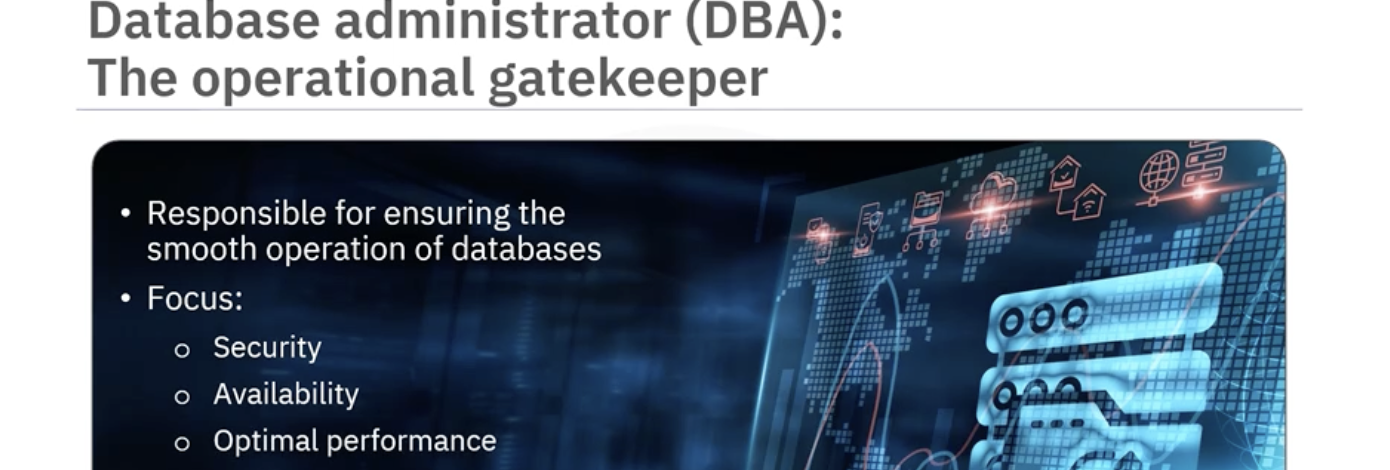 Database administrator (DBA):
The operational gatekeeper
• Responsible for ensuring the
smooth operation of databases
• Focus:
o Security
o Availability
o Optimal performance